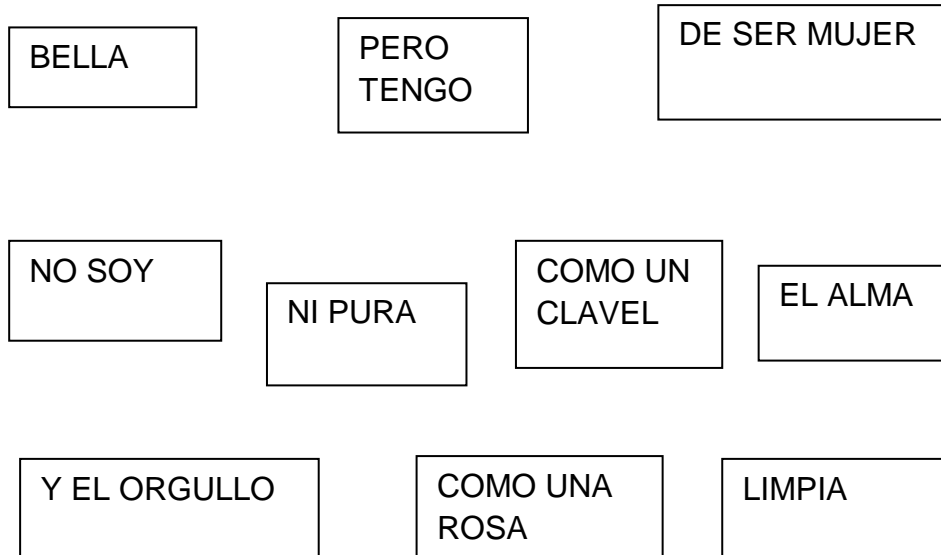 BELLA
PERO
TENGO
DE SER MUJER
NO SOY
NI PURA
COMO UN
CLAVEL
EL ALMA
Y EL ORGULLO
COMO UNA
ROSA
LIMPIA